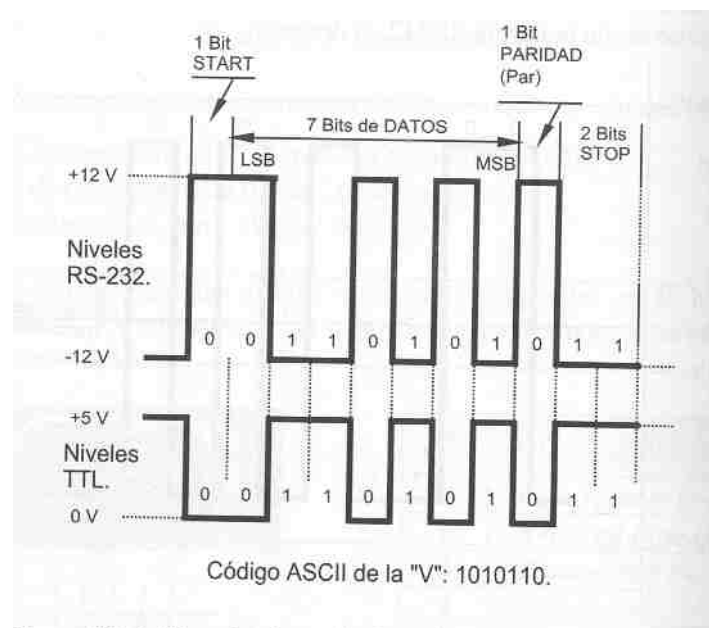 1 Bit
START
1 Bit
PARIDAD
(Par)
7 Bits de DATOS
2 Bits
STOP
LSB
MSB
+12 V
Niveles
RS-232.
0 0 1 1 0 1 0 1 0 1 1
-12 V
+5 V
Niveles
TTL.
0 0 1 1 0 1 0 1 0 1 1
0 V
Código ASCII de la "V": 1010110.